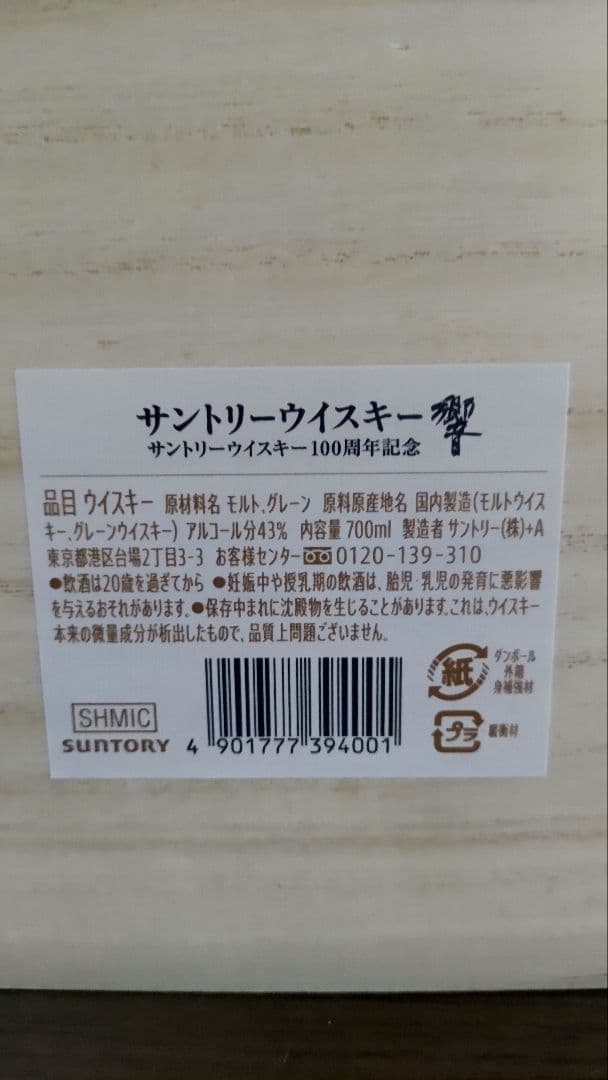 サントリーウイスキー響
サントリーウイスキー100周年記念
品目 ウイスキー 原材料名 モルト、グレーン 原料原産地名 国内製造(モルトウイス
キー、グレーンウイスキー) アルコール分43% 内容量 700ml 製造者 サントリー(株)+A
東京都港区台場2丁目3-3 お客様センター 0120-139-310
●飲酒は20歳を過ぎてから ●妊娠中や授乳期の飲酒は、胎児・乳児の発育に悪影響
を与えるおそれがあります。●保存中まれに沈殿物を生じることがあります。これは、ウイスキー
本来の微量成分が析出したもので、品質上問題ございません。
紙
ダンボール
外箱
身補強材
プラ
緩衝材
SHMIC
SUNTORY
4 901777 394001